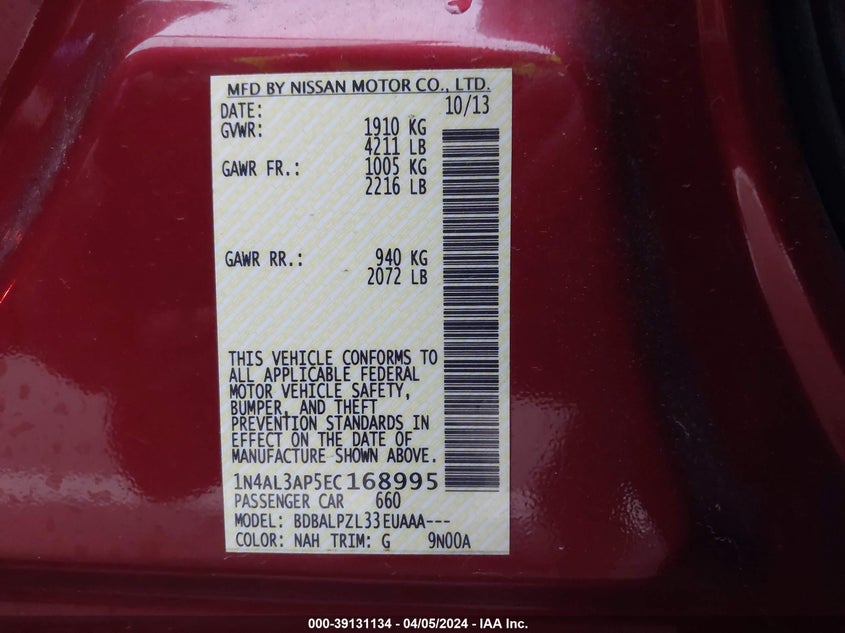 MFD BY NISSAN MOTOR CO., LTD.
DATE: 10/13
GVWR: 1910 KG
4211 LB
GAWR FR.: 1005 KG
2216 LB
GAWR RR.: 940 KG
2072 LB
THIS VEHICLE CONFORMS TO
ALL APPLICABLE FEDERAL
MOTOR VEHICLE SAFETY,
BUMPER, AND THEFT
PREVENTION STANDARDS IN
EFFECT ON THE DATE OF
MANUFACTURE SHOWN ABOVE.
1N4AL3AP5EC168995
PASSENGER CAR 660
MODEL: BDBALPZL33EUAAA---
COLOR: NAH TRIM: G 9N00A
000-39131134 - 04/05/2024 - IAA Inc.